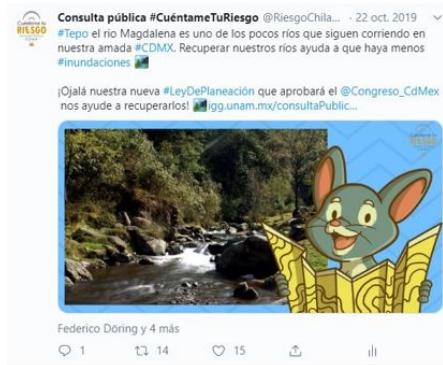 Consulta pública #CuéntameTuRiesgo @RiesgoChila... · 22 oct. 2019
#Tepo el rio Magdalena es uno de los pocos ríos que siguen corriendo en
nuestra amada #CDMX. Recuperar nuestros ríos ayuda a que haya menos
#inundaciones
¡Ojalá nuestra nueva #LeyDePlaneación que aprobará el @Congreso_CdMex
nos ayude a recuperarlos! igg.unam.mx/consultaPublic...
Federico Döring y 4 más
1 14 15